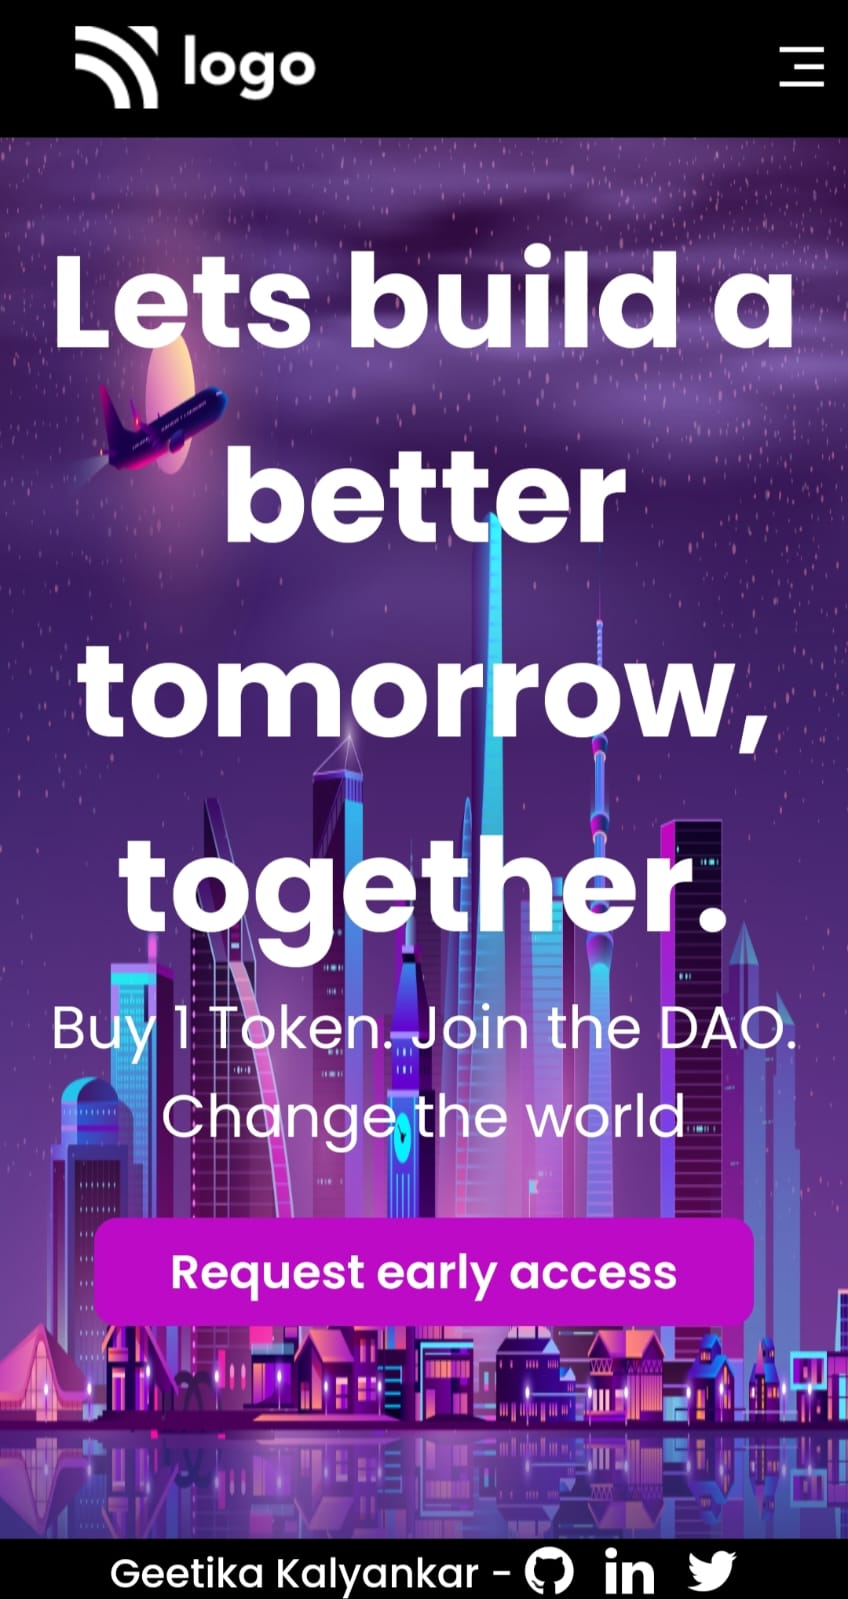 logo
Lets build a
better
tomorrow,
together.
Buy 1 Token. Join the DAO.
Change the world
Request early access
Geetika Kalyankar -